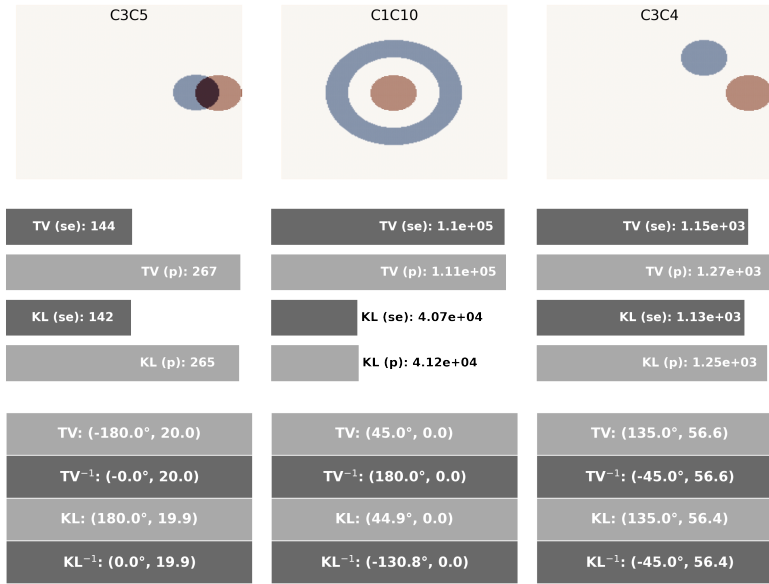 C3C5 C1C10 C3C4
TV (se): 144 TV (se): 1.1e+05 TV (se): 1.15e+03
TV (p): 267 TV (p): 1.11e+05 TV (p): 1.27e+03
KL (se): 142 KL (se): 4.07e+04 KL (se): 1.13e+03
KL (p): 265 KL (p): 4.12e+04 KL (p): 1.25e+03
TV: (-180.0°, 20.0) TV: (45.0°, 0.0) TV: (135.0°, 56.6)
TV⁻¹: (-0.0°, 20.0) TV⁻¹: (180.0°, 0.0) TV⁻¹: (-45.0°, 56.6)
KL: (180.0°, 19.9) KL: (44.9°, 0.0) KL: (135.0°, 56.4)
KL⁻¹: (0.0°, 19.9) KL⁻¹: (-130.8°, 0.0) KL⁻¹: (-45.0°, 56.4)